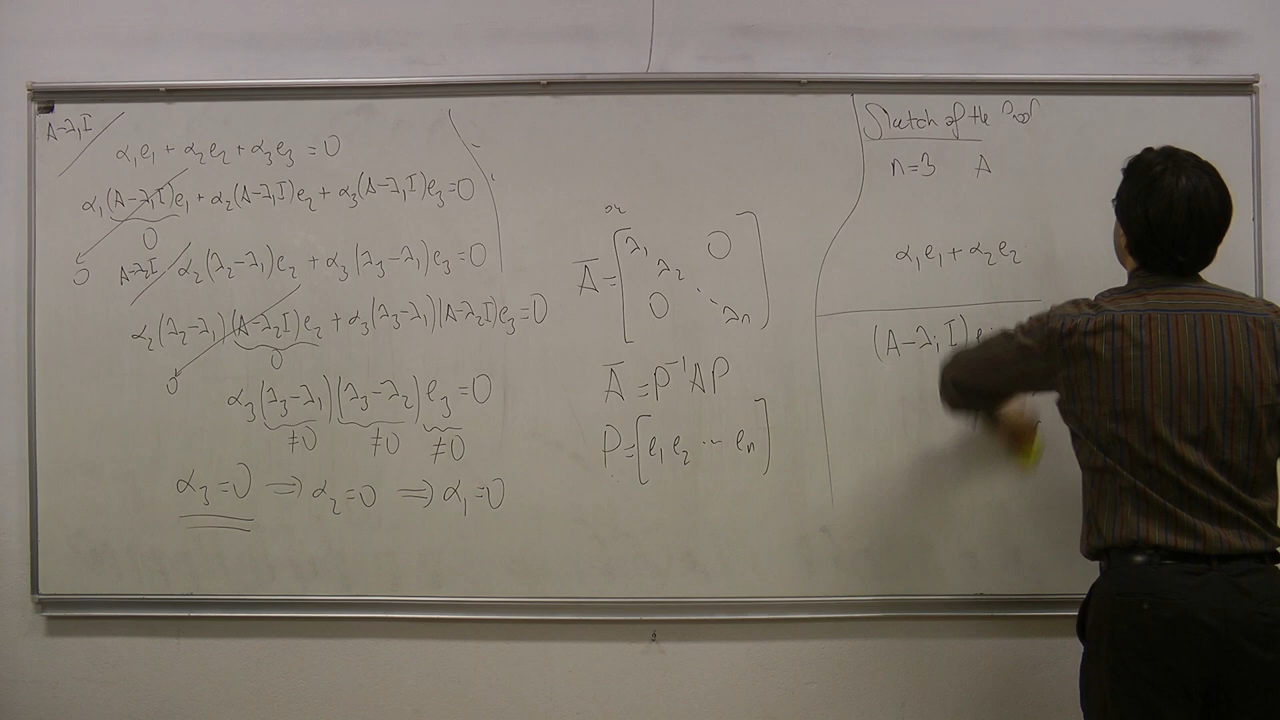 A-λ₁I
α₁e₁ + α₂e₂ + α₃e₃ = 0
α₁(A-λ₁I)e₁ + α₂(A-λ₁I)e₂ + α₃(A-λ₁I)e₃ = 0
0
0
A-λ₂I α₂(λ₂-λ₁)e₂ + α₃(λ₃-λ₁)e₃ = 0
α₂(λ₂-λ₁)(A-λ₂I)e₂ + α₃(λ₃-λ₁)(A-λ₂I)e₃ = 0
0
0
α₃(λ₃-λ₁)(λ₃-λ₂)e₃ = 0
≠0 ≠0 ≠0
α₃=0 ⇒ α₂=0 ⇒ α₁=0
Ā = [λ₁ λ₂ ⋱ λₙ 0 0]
Ā = P⁻¹AP
P = [e₁ e₂ ... eₙ]
Sketch of the Proof
n=3 A
α₁e₁ + α₂e₂
(A-λᵢI)